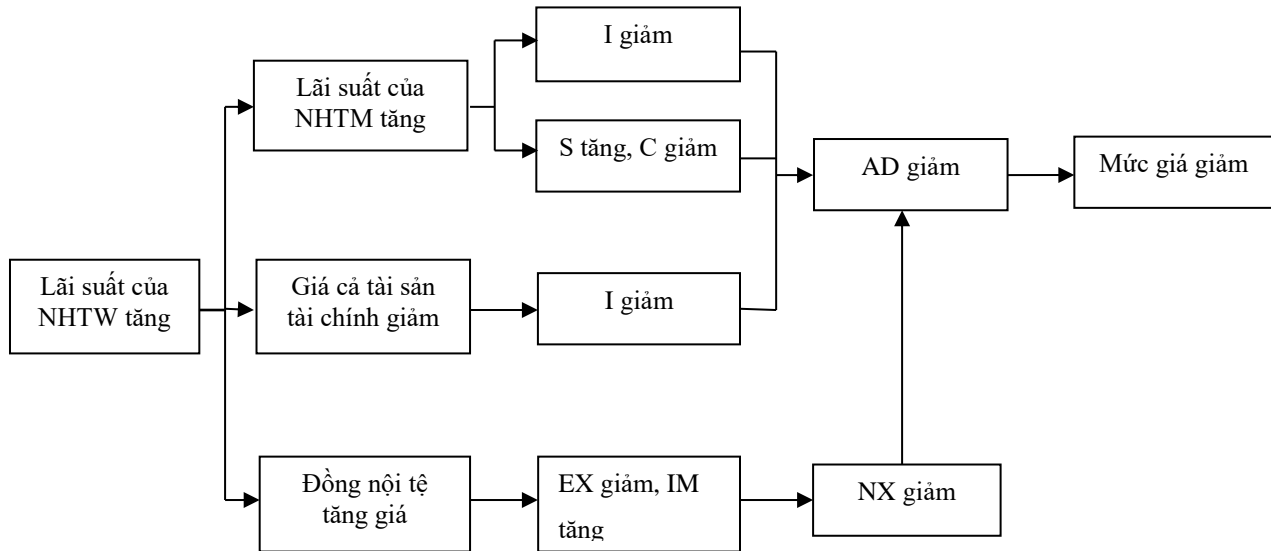 I giảm
Lãi suất của
NHTM tăng
S tăng, C giảm
AD giảm
Mức giá giảm
Lãi suất của
NHTW tăng
Giá cả tài sản
tài chính giảm
I giảm
Đồng nội tệ
tăng giá
EX giảm, IM
tăng
NX giảm